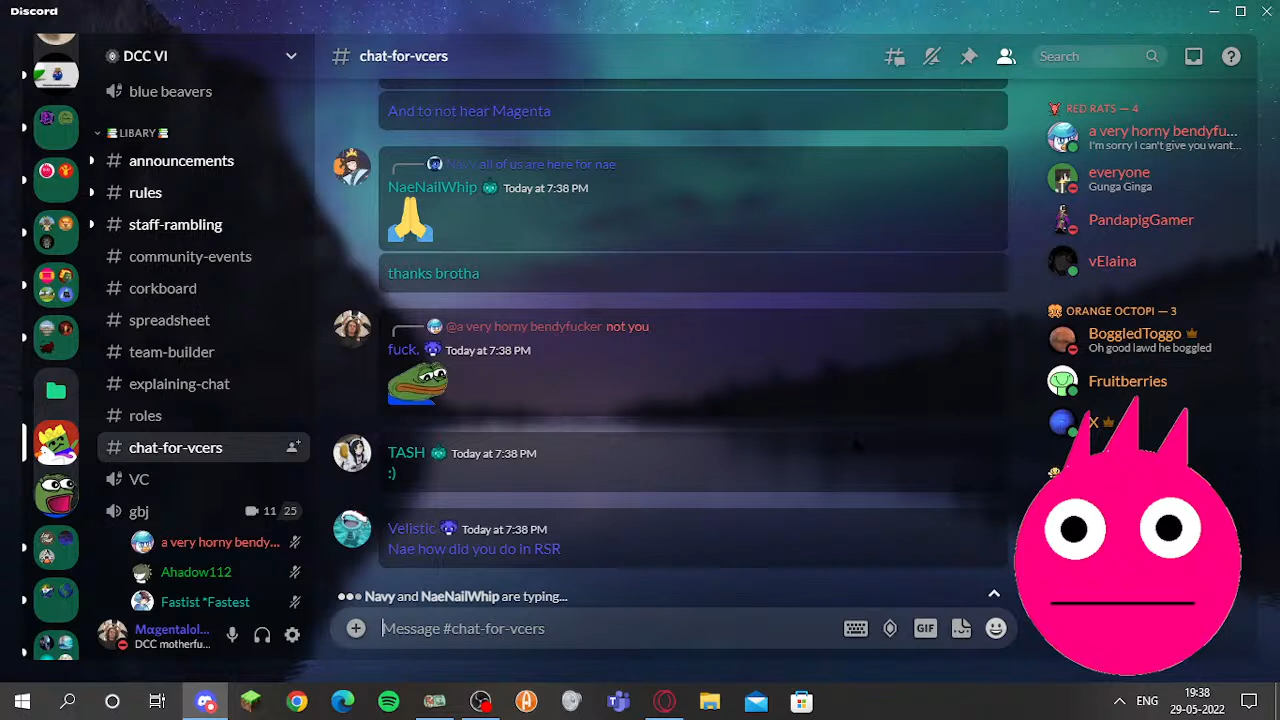 Discord
DCC VI
blue beavers
LIBARY
announcements
rules
staff-rambling
community-events
corkboard
spreadsheet
team-builder
explaining-chat
roles
chat-for-vcers
VC
gbj
11 25
a very horny bendy...
Ahadow112
Fastist *Fastest
Mαgentalol...
DCC motherfu...
chat-for-vcers
Search
And to not hear Magenta
Navy all of us are here for nae
NaeNailWhip Today at 7:38 PM
thanks brotha
@a very horny bendyfucker not you
fuck. Today at 7:38 PM
TASH Today at 7:38 PM
:)
Velistic Today at 7:38 PM
Nae how did you do in RSR
Navy and NaeNailWhip are typing...
Message #chat-for-vcers
GIF
RED RATS — 4
a very horny bendyfu...
I'm sorry I can't give you want...
everyone
Gunga Ginga
PandapigGamer
vElaina
ORANGE OCTOPI — 3
BoggledToggo
Oh good lawd he boggled
Fruitberries
X
ENG
19:38
29-05-2022